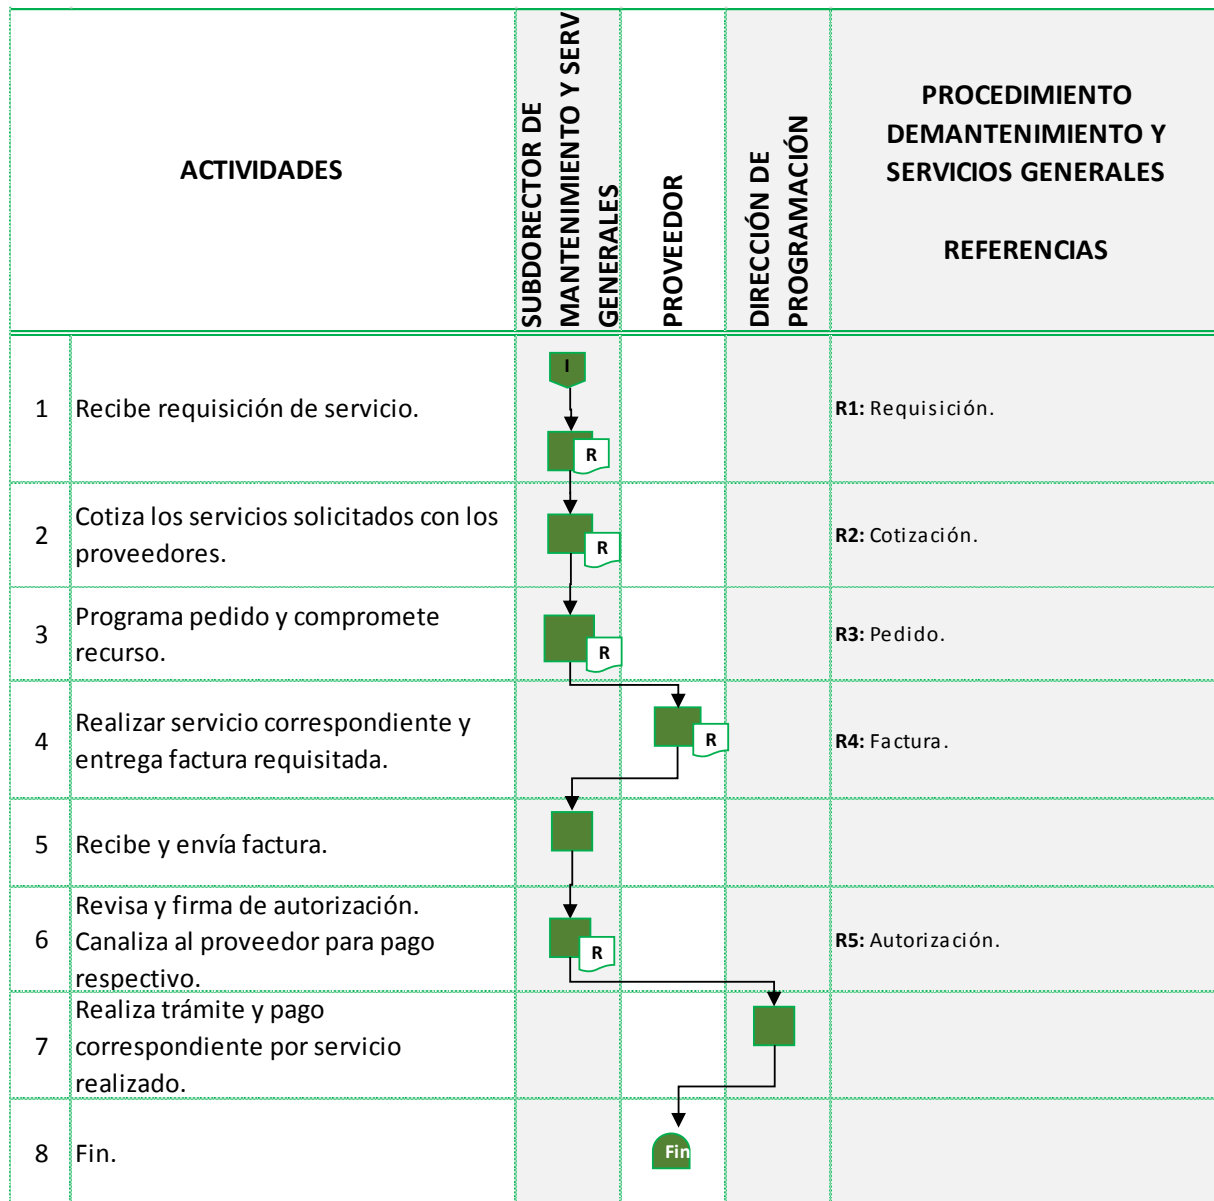 ACTIVIDADES
SUBDORECTOR DE
MANTENIMIENTO Y SERV
GENERALES
PROVEEDOR
DIRECCIÓN DE
PROGRAMACIÓN
PROCEDIMIENTO
DEMANTENIMIENTO Y
SERVICIOS GENERALES
REFERENCIAS
I
1 Recibe requisición de servicio.
R
R1: Requisición.
2 Cotiza los servicios solicitados con los
proveedores.
R
R2: Cotización.
3 Programa pedido y compromete
recurso.
R
R3: Pedido.
4 Realizar servicio correspondiente y
entrega factura requisitada.
R
R4: Factura.
5 Recibe y envía factura.
6 Revisa y firma de autorización.
Canaliza al proveedor para pago
respectivo.
R
R5: Autorización.
7 Realiza trámite y pago
correspondiente por servicio
realizado.
8 Fin.
Fin